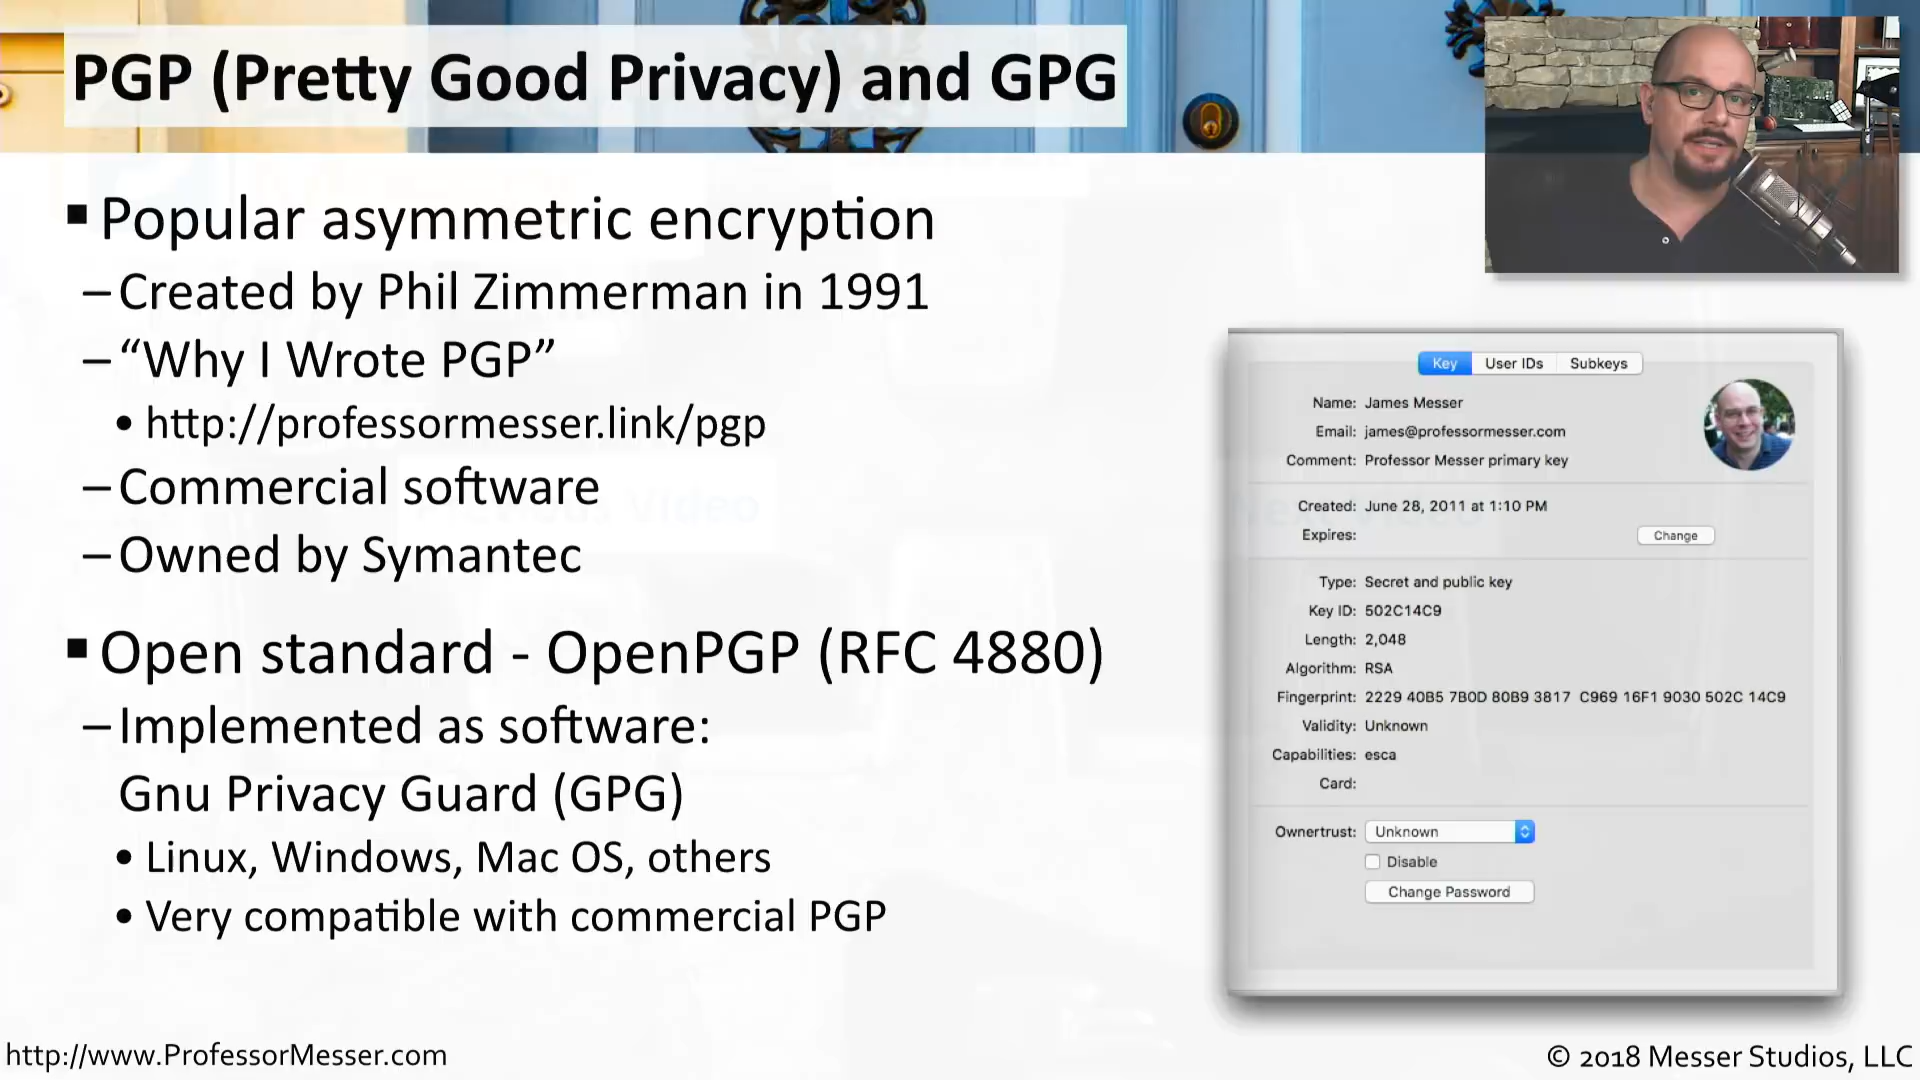 PGP (Pretty Good Privacy) and GPG
▪ Popular asymmetric encryption
– Created by Phil Zimmerman in 1991
– “Why I Wrote PGP”
• http://professormesser.link/pgp
– Commercial software
– Owned by Symantec
▪ Open standard - OpenPGP (RFC 4880)
– Implemented as software:
Gnu Privacy Guard (GPG)
• Linux, Windows, Mac OS, others
• Very compatible with commercial PGP
Previous Video
Next Video
Key User IDs Subkeys
Name: James Messer
Email: james@professormesser.com
Comment: Professor Messer primary key
Created: June 28, 2011 at 1:10 PM
Expires: Change
Type: Secret and public key
Key ID: 502C14C9
Length: 2,048
Algorithm: RSA
Fingerprint: 2229 40B5 7B0D 80B9 3817 C969 16F1 9030 502C 14C9
Validity: Unknown
Capabilities: esca
Card:
Ownertrust: Unknown
Disable
Change Password
http://www.ProfessorMesser.com
© 2018 Messer Studios, LLC